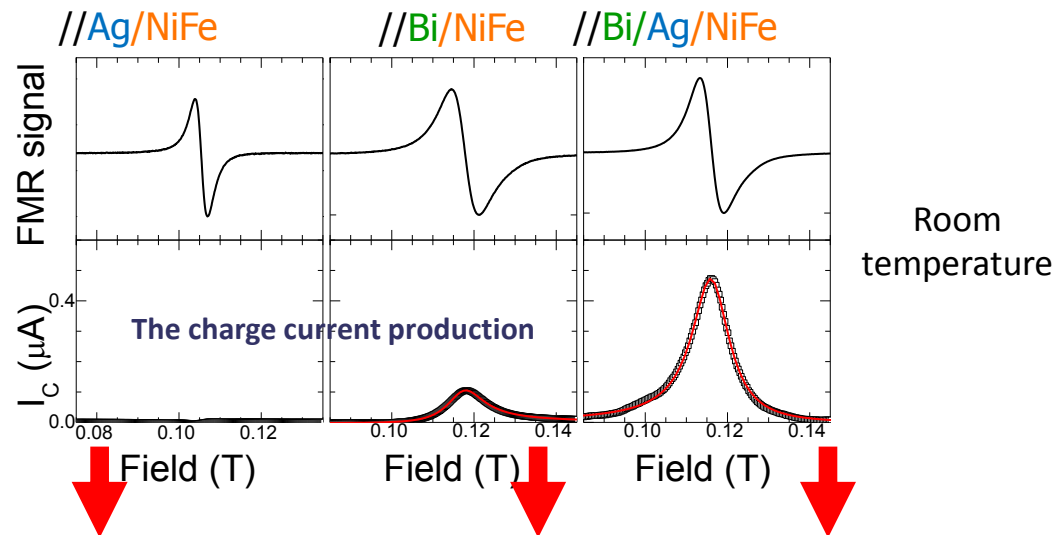 //Ag/NiFe //Bi/NiFe //Bi/Ag/NiFe
FMR signal
Room
temperature
I_C (μA)
0.4
The charge current production
0.0
0.08 0.10 0.12 0.10 0.12 0.14 0.10 0.12 0.14
Field (T) Field (T) Field (T)